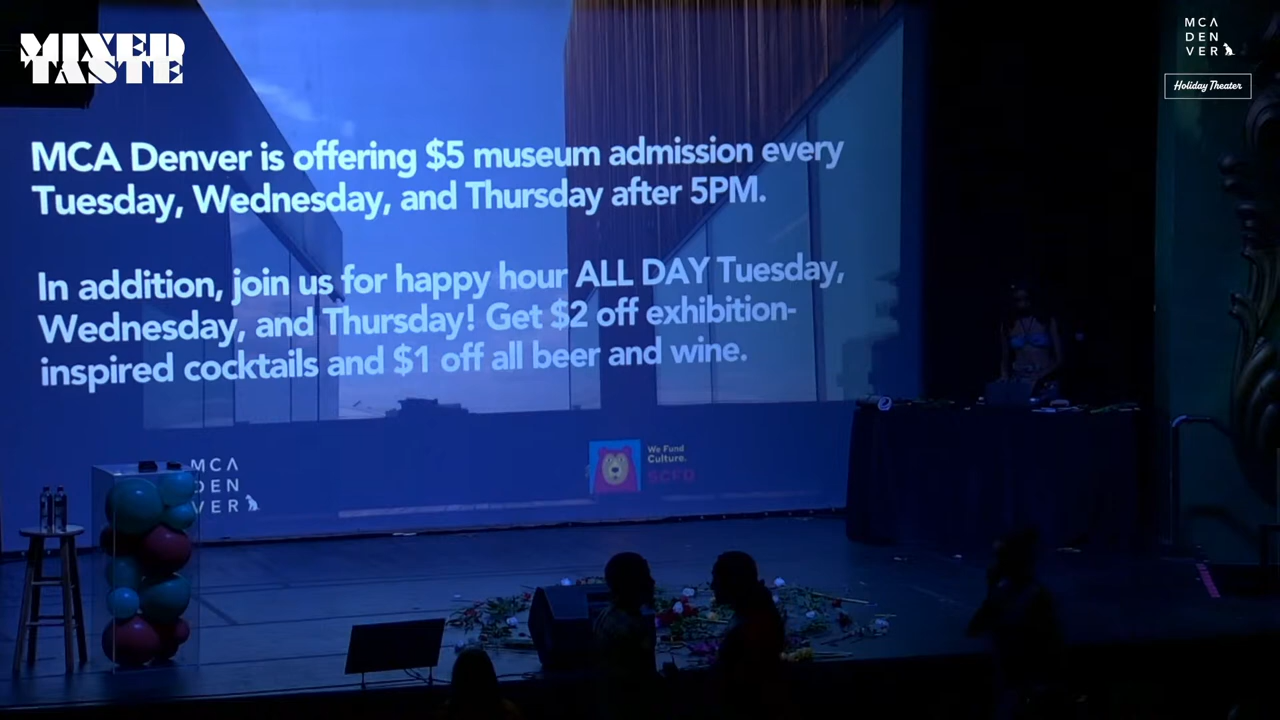 MIXED
TASTE
MCA
DEN
VER
Holiday Theater
MCA Denver is offering $5 museum admission every
Tuesday, Wednesday, and Thursday after 5PM.
In addition, join us for happy hour ALL DAY Tuesday,
Wednesday, and Thursday! Get $2 off exhibition-
inspired cocktails and $1 off all beer and wine.
MCA
DEN
VER
We Fund
Culture.
SCFD